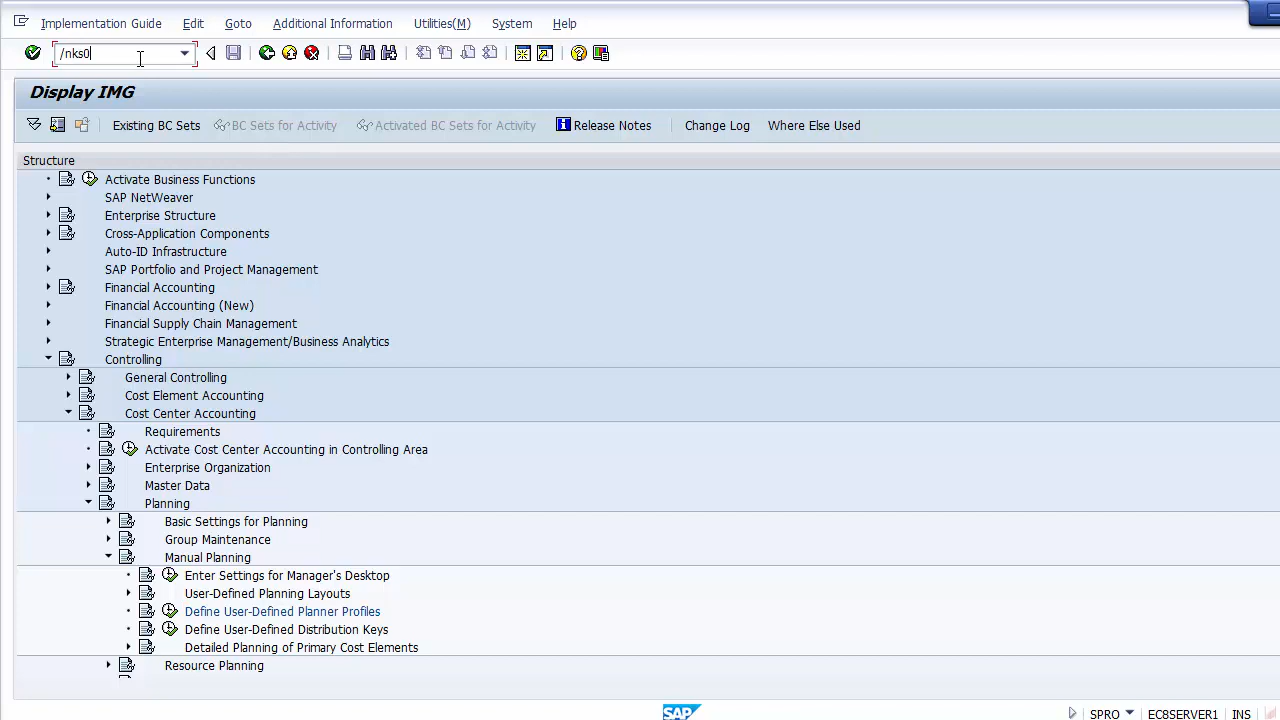 Implementation Guide Edit Goto Additional Information Utilities(M) System Help
/nks0
Display IMG
Existing BC Sets BC Sets for Activity Activated BC Sets for Activity Release Notes Change Log Where Else Used
Structure
Activate Business Functions
SAP NetWeaver
Enterprise Structure
Cross-Application Components
Auto-ID Infrastructure
SAP Portfolio and Project Management
Financial Accounting
Financial Accounting (New)
Financial Supply Chain Management
Strategic Enterprise Management/Business Analytics
Controlling
General Controlling
Cost Element Accounting
Cost Center Accounting
Requirements
Activate Cost Center Accounting in Controlling Area
Enterprise Organization
Master Data
Planning
Basic Settings for Planning
Group Maintenance
Manual Planning
Enter Settings for Manager's Desktop
User-Defined Planning Layouts
Define User-Defined Planner Profiles
Define User-Defined Distribution Keys
Detailed Planning of Primary Cost Elements
Resource Planning
SAP SPRO EC8SERVER1 INS